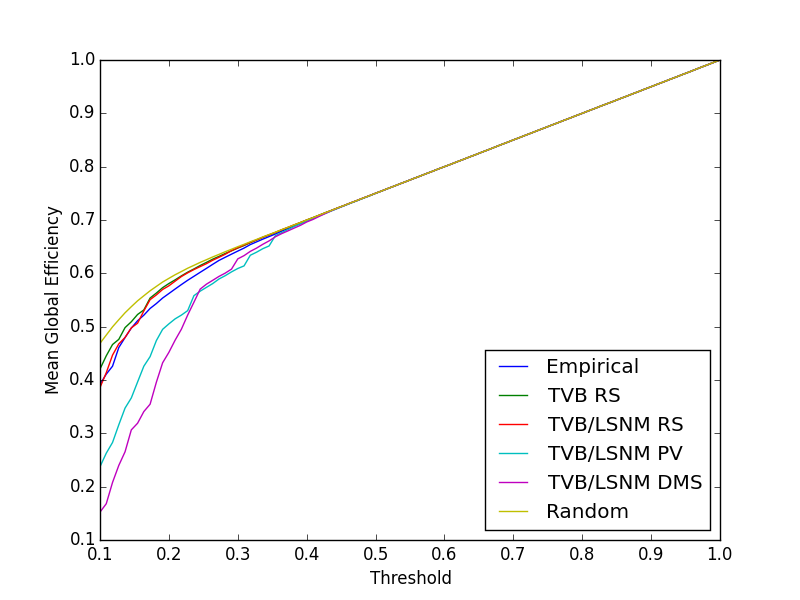 1.0
0.9
0.8
0.7
0.6
0.5
0.4
0.3
0.2
0.1
Mean Global Efficiency
Empirical
TVB RS
TVB/LSNM RS
TVB/LSNM PV
TVB/LSNM DMS
Random
0.1 0.2 0.3 0.4 0.5 0.6 0.7 0.8 0.9 1.0
Threshold